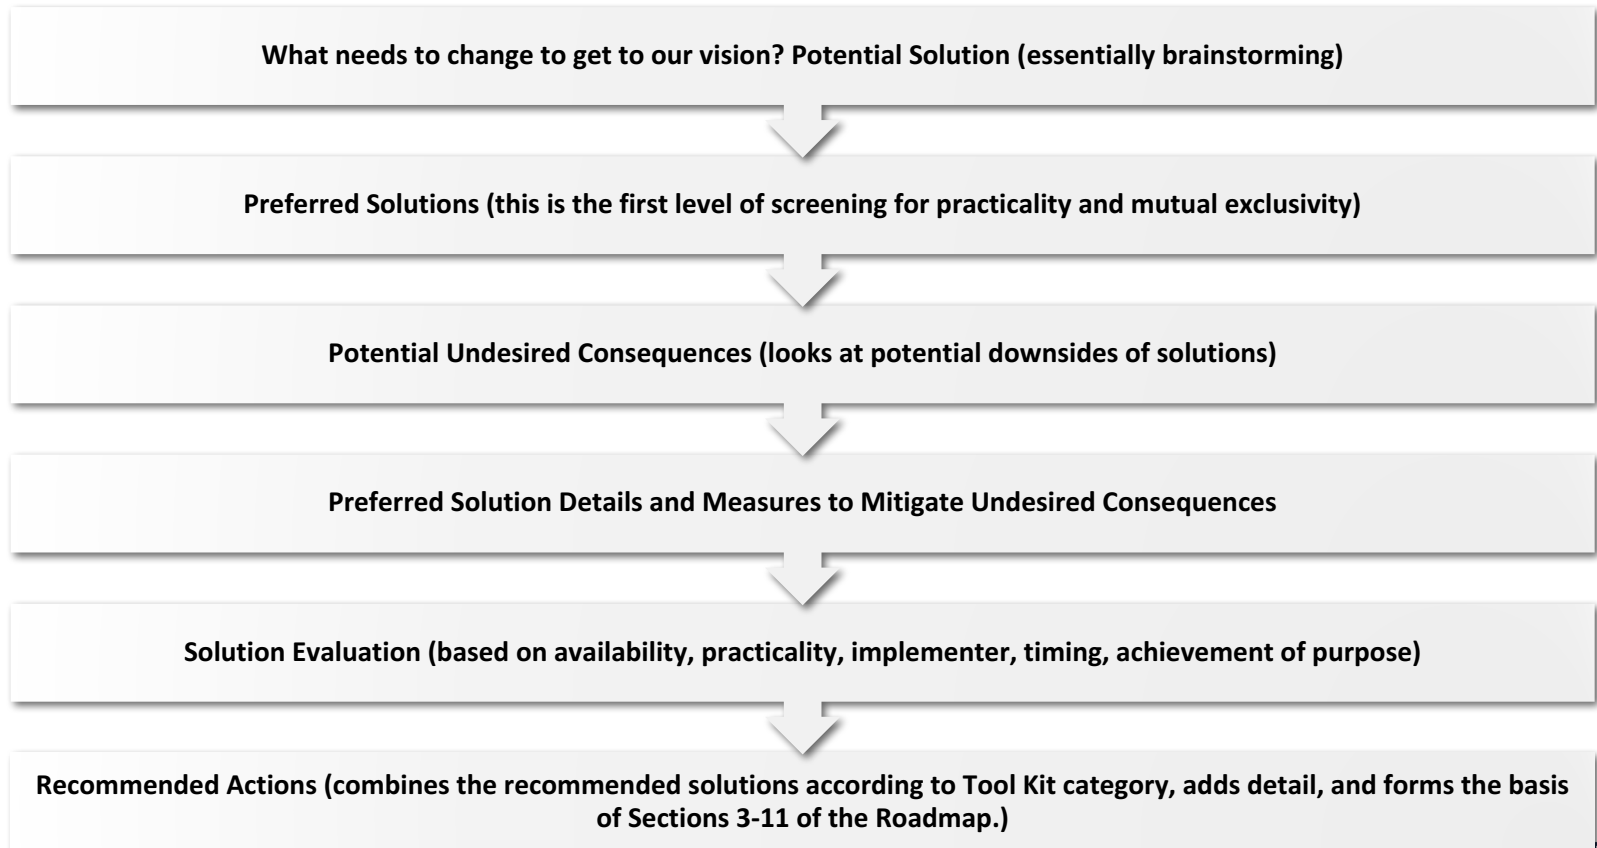 What needs to change to get to our vision? Potential Solution (essentially brainstorming)
Preferred Solutions (this is the first level of screening for practicality and mutual exclusivity)
Potential Undesired Consequences (looks at potential downsides of solutions)
Preferred Solution Details and Measures to Mitigate Undesired Consequences
Solution Evaluation (based on availability, practicality, implementer, timing, achievement of purpose)
Recommended Actions (combines the recommended solutions according to Tool Kit category, adds detail, and forms the basis
of Sections 3-11 of the Roadmap.)